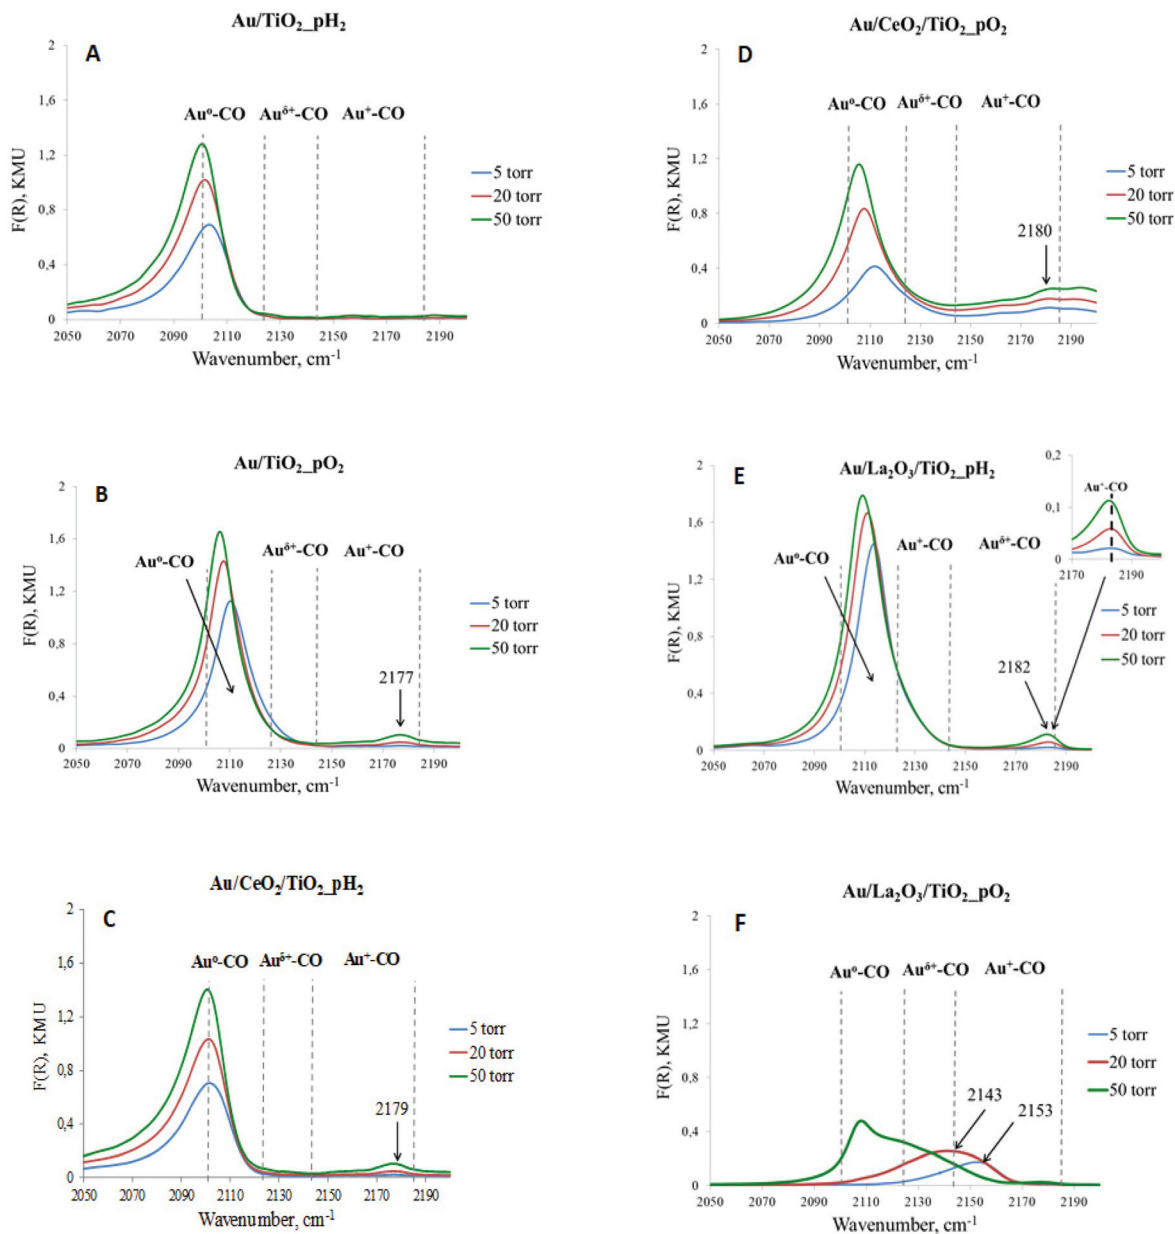 Au/TiO₂_pH₂
A
2
1,6
1,2
0,8
0,4
0
F(R), KMU
Auº-CO Auᵟ⁺-CO Au⁺-CO
5 torr
20 torr
50 torr
2050 2070 2090 2110 2130 2150 2170 2190
Wavenumber, cm⁻¹
Au/TiO₂_pO₂
B
2
1,6
1,2
0,8
0,4
0
F(R), KMU
Auº-CO Auᵟ⁺-CO Au⁺-CO
2177
5 torr
20 torr
50 torr
2050 2070 2090 2110 2130 2150 2170 2190
Wavenumber, cm⁻¹
Au/CeO₂/TiO₂_pH₂
C
2
1,6
1,2
0,8
0,4
0
F(R), KMU
Auº-CO Auᵟ⁺-CO Au⁺-CO
2179
5 torr
20 torr
50 torr
2050 2070 2090 2110 2130 2150 2170 2190
Wavenumber, cm⁻¹
Au/CeO₂/TiO₂_pO₂
D
2
1,6
1,2
0,8
0,4
0
F(R), KMU
Auº-CO Auᵟ⁺-CO Au⁺-CO
2180
5 torr
20 torr
50 torr
2050 2070 2090 2110 2130 2150 2170 2190
Wavenumber, cm⁻¹
Au/La₂O₃/TiO₂_pH₂
E
2
1,6
1,2
0,8
0,4
0
F(R), KMU
Auº-CO Au⁺-CO Auᵟ⁺-CO
2182
0,2
0,1
0
Au⁺-CO
2170 2190
5 torr
20 torr
50 torr
2050 2070 2090 2110 2130 2150 2170 2190
Wavenumber, cm⁻¹
Au/La₂O₃/TiO₂_pO₂
F
2
1,6
1,2
0,8
0,4
0
F(R), KMU
Auº-CO Auᵟ⁺-CO Au⁺-CO
2143
2153
5 torr
20 torr
50 torr
2050 2070 2090 2110 2130 2150 2170 2190
Wavenumber, cm⁻¹